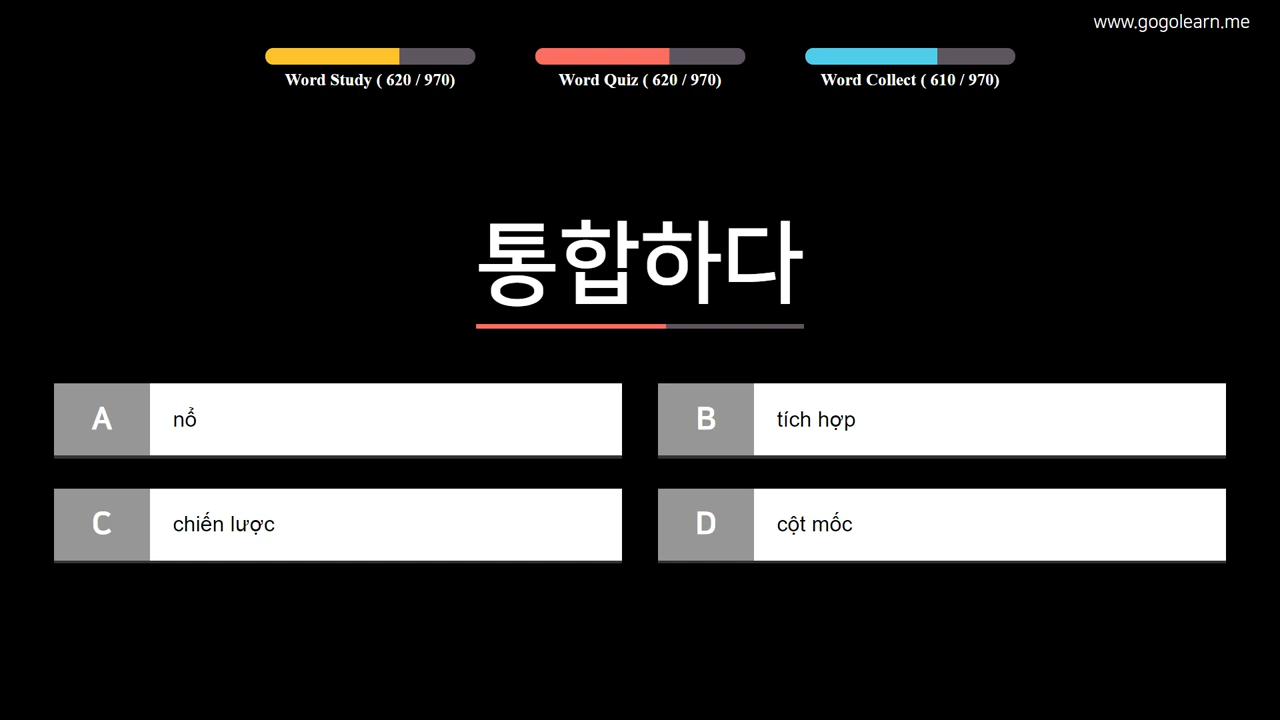 www.gogolearn.me
Word Study ( 620 / 970)
Word Quiz ( 620 / 970)
Word Collect ( 610 / 970)
통합하다
A nổ
B tích hợp
C chiến lược
D cột mốc